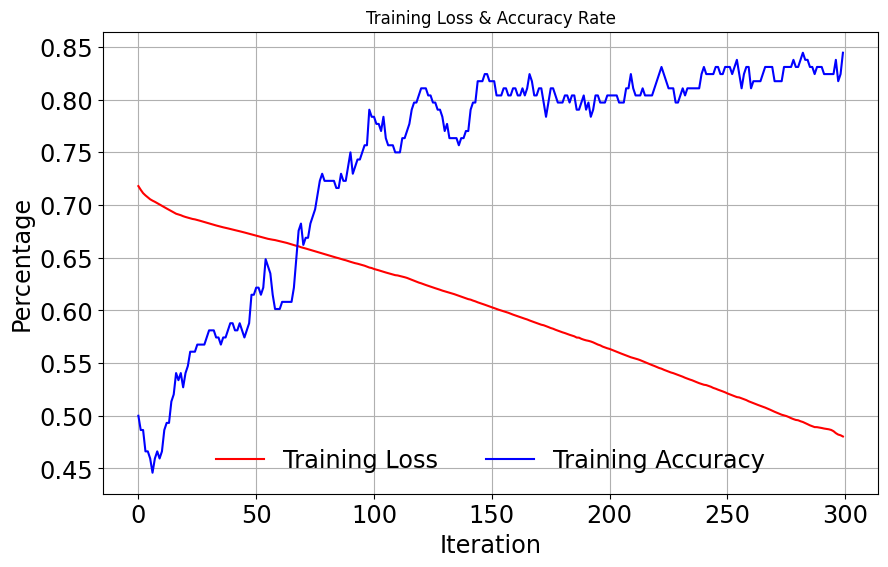 Training Loss & Accuracy Rate
0.85
0.80
0.75
0.70
0.65
0.60
0.55
0.50
0.45
Percentage
Training Loss
Training Accuracy
0 50 100 150 200 250 300
Iteration